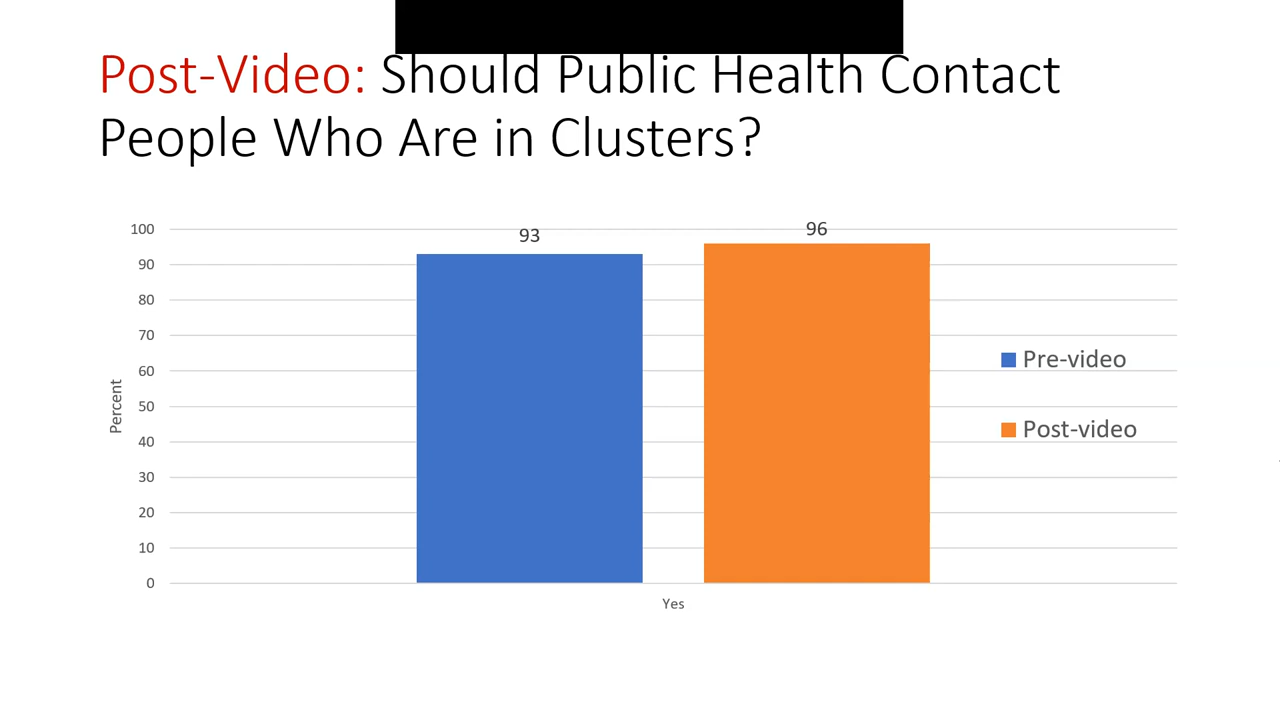 Post-Video: Should Public Health Contact
People Who Are in Clusters?
100
90
80
70
60
50
40
30
20
10
0
Percent
93
96
Yes
Pre-video
Post-video